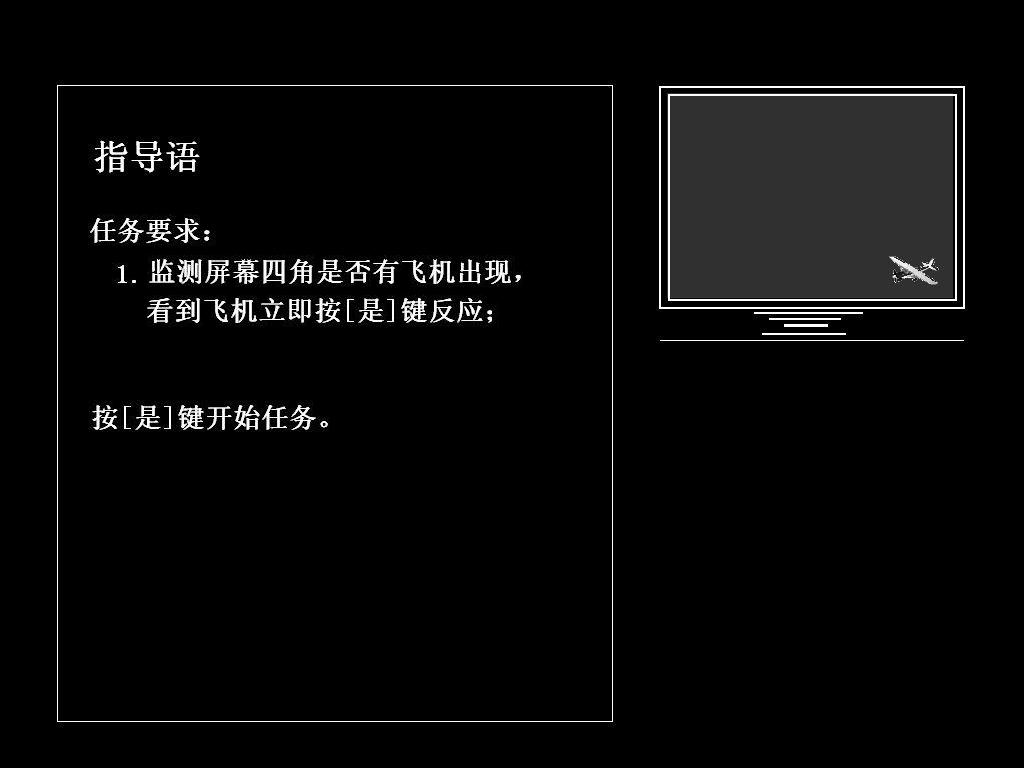 指导语
任务要求：
1. 监测屏幕四角是否有飞机出现，
看到飞机立即按[是]键反应；
按[是]键开始任务。